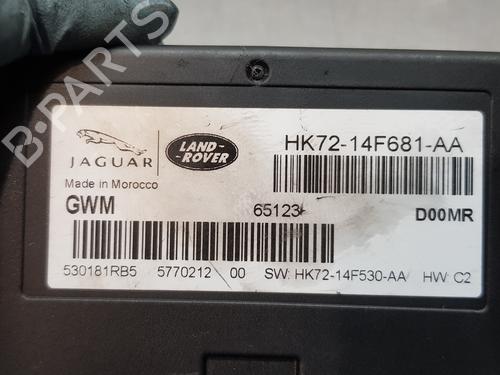 B-PARTS
JAGUAR
LAND-
-ROVER
HK72-14F681-AA
Made in Morocco
GWM
65123
D00MR
530181RB5 5770212 00 SW: HK72-14F530-AA HW: C2